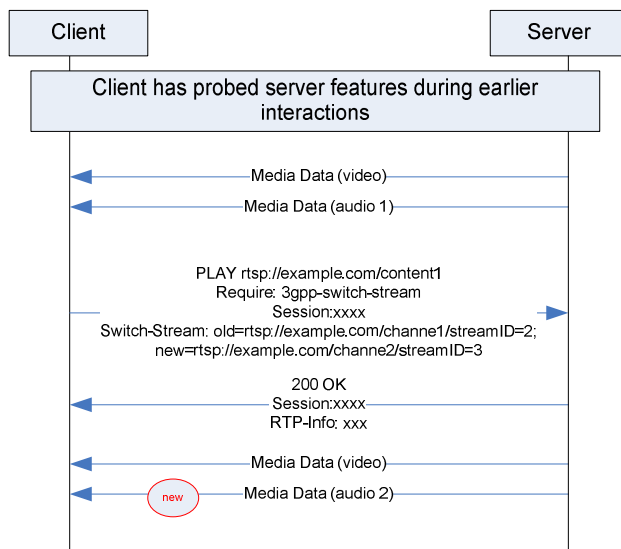 Client
Server
Client has probed server features during earlier
interactions
Media Data (video)
Media Data (audio 1)
PLAY rtsp://example.com/content1
Require: 3gpp-switch-stream
Session:xxxx
Switch-Stream: old=rtsp://example.com/channe1/streamID=2;
new=rtsp://example.com/channe2/streamID=3
200 OK
Session:xxxx
RTP-Info: xxx
Media Data (video)
new
Media Data (audio 2)